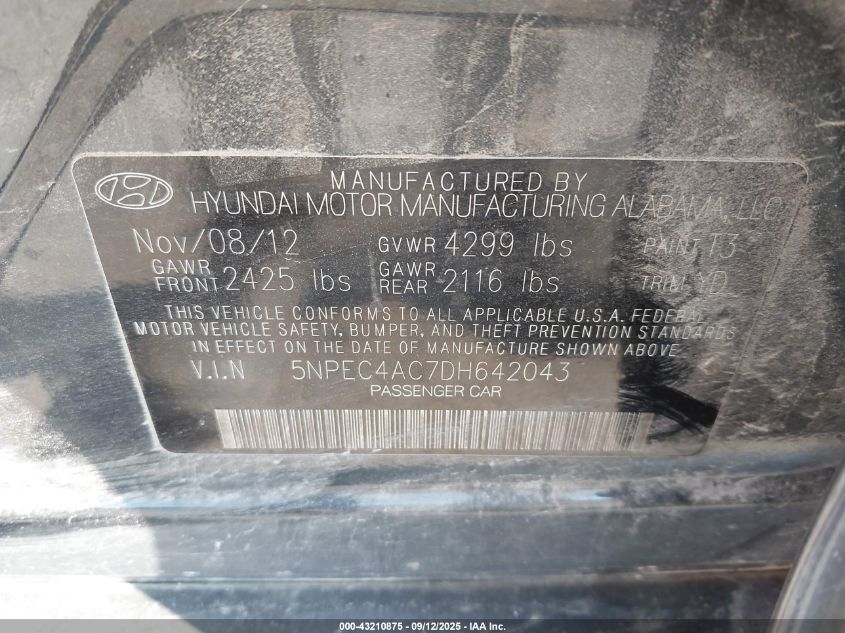 MANUFACTURED BY
HYUNDAI MOTOR MANUFACTURING ALABAMA, LLC
Nov/08/12 GVWR 4299 lbs PAINT T3
GAWR FRONT 2425 lbs GAWR REAR 2116 lbs TRIM YD
THIS VEHICLE CONFORMS TO ALL APPLICABLE U.S.A. FEDERAL
MOTOR VEHICLE SAFETY, BUMPER, AND THEFT PREVENTION STANDARDS
IN EFFECT ON THE DATE OF MANUFACTURE SHOWN ABOVE.
V.I.N 5NPEC4AC7DH642043
PASSENGER CAR
000-43210875 - 09/12/2025 - IAA Inc.